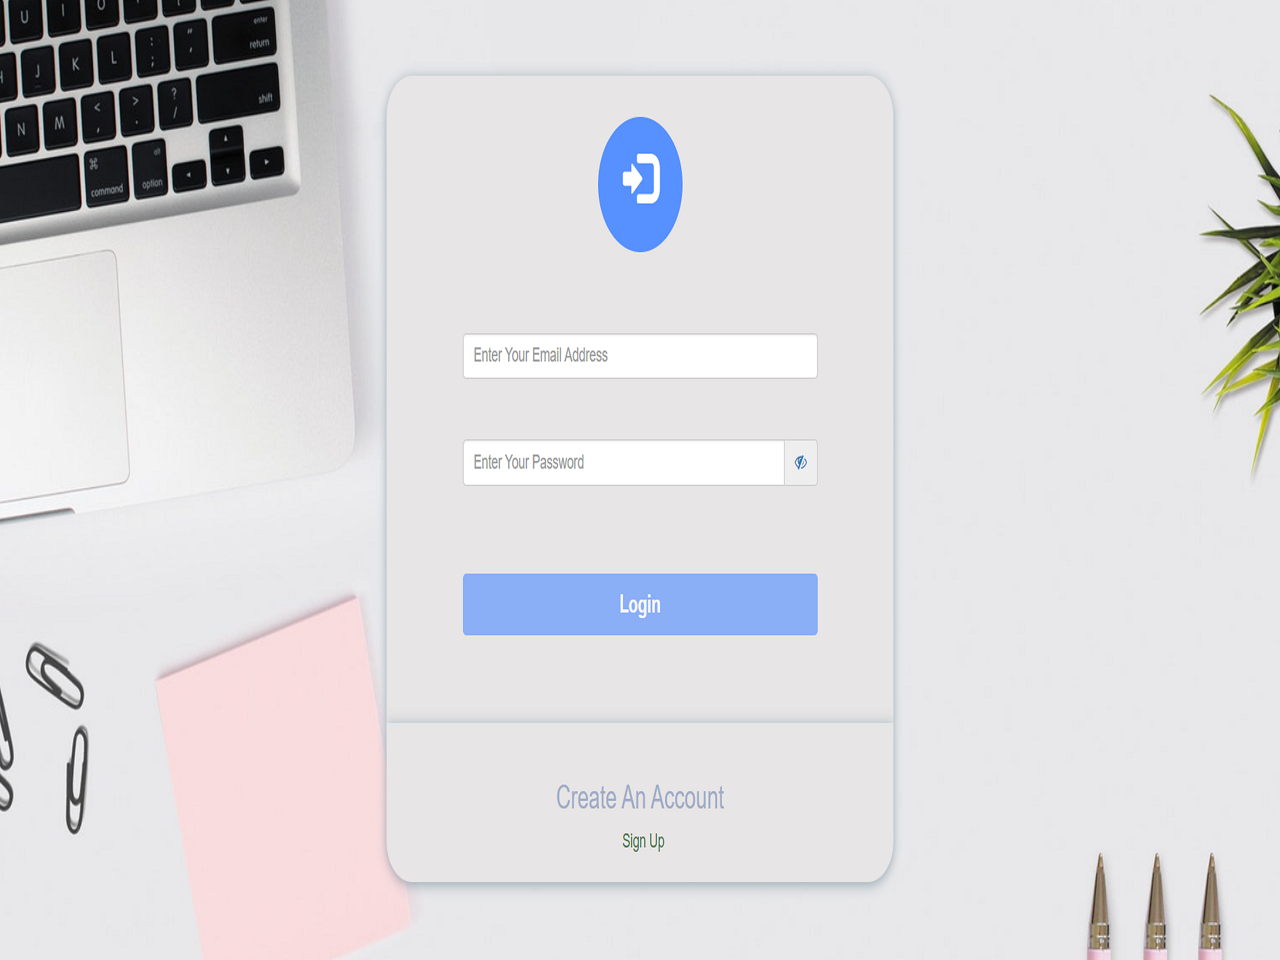 U I O P
enter
return
J K L : ; " '
shift
N M < , > . ? /
⌘ alt
command option
Enter Your Email Address
Enter Your Password
Login
Create An Account
Sign Up